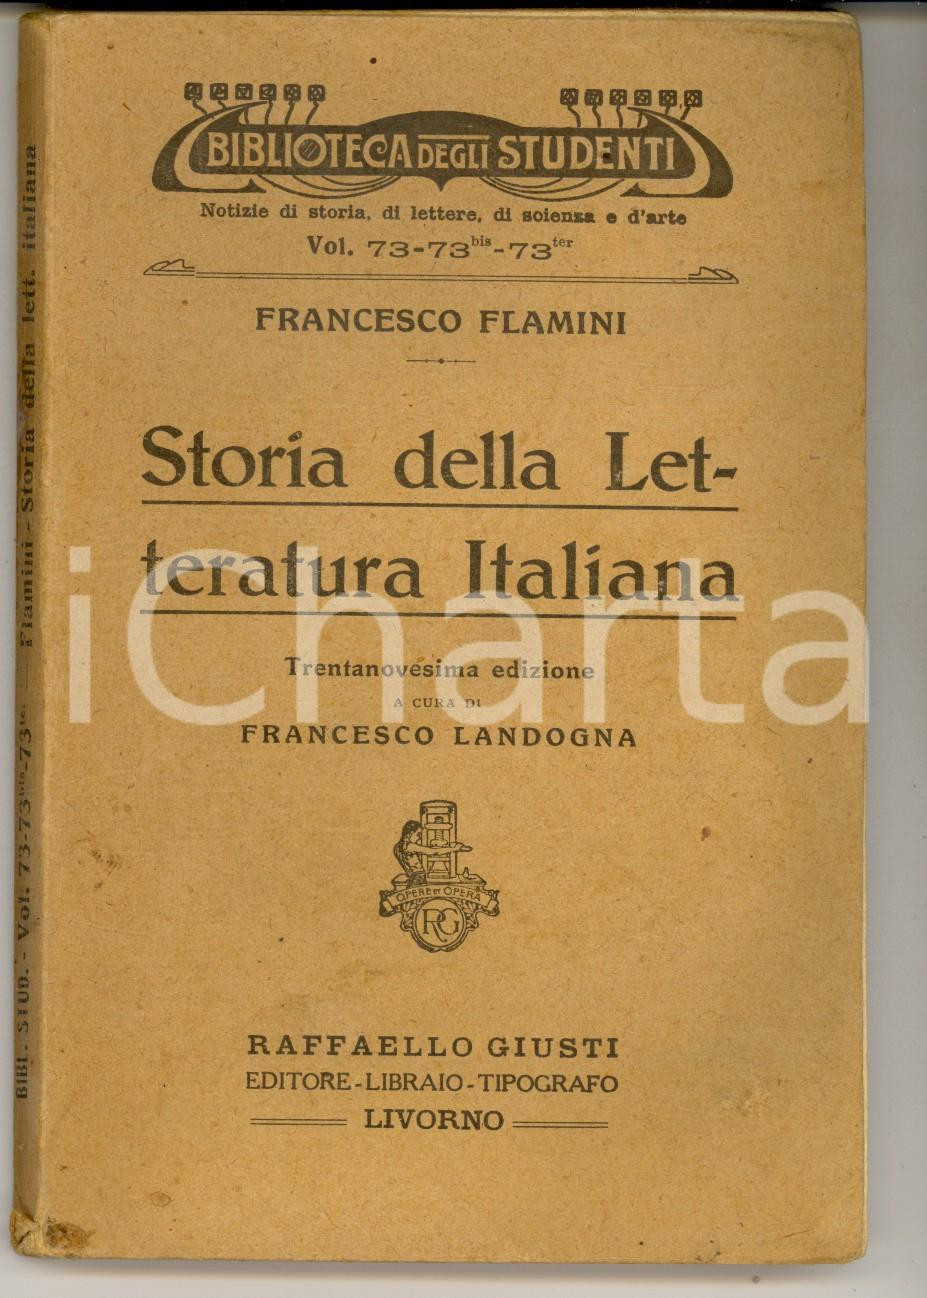 BIBLIOTECA DEGLI STUDENTI
Notizie di storia, di lettere, di scienza e d'arte
Vol. 73-73bis-73ter
FRANCESCO FLAMINI
Storia della Let-
teratura Italiana
Trentanovesima edizione
A CURA DI
FRANCESCO LANDOGNA
OPERE ET OPERA
RG
RAFFAELLO GIUSTI
EDITORE-LIBRAIO-TIPOGRAFO
LIVORNO
BIBL. STUD. - Vol. 73-73bis-73ter — Flamini - Storia della lett. italiana
iCharta